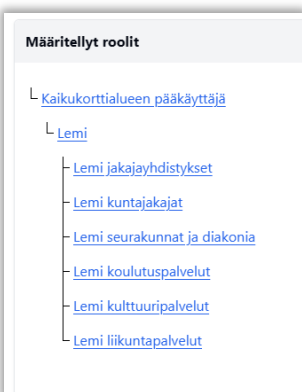 Määritellyt roolit
Kaikukorttialueen pääkäyttäjä
Lemi
Lemi jakajayhdistykset
Lemi kuntajakajat
Lemi seurakunnat ja diakonia
Lemi koulutuspalvelut
Lemi kulttuuripalvelut
Lemi liikuntapalvelut